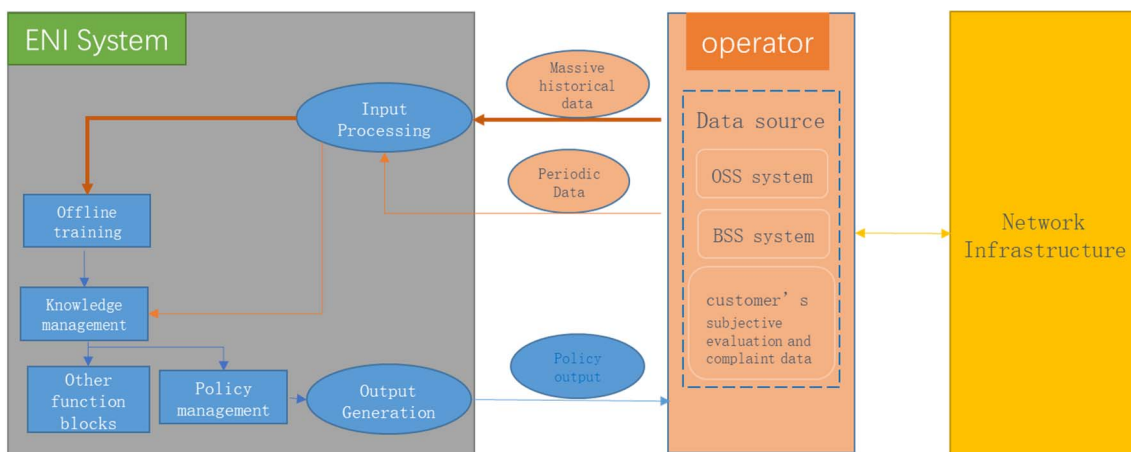 ENI System
operator
Massive
historical
data
Input
Processing
Data source
OSS system
Periodic
Data
Offline
training
BSS system
Network
Infrastructure
Knowledge
management
customer’s
subjective
evaluation and
complaint data
Policy
output
Other
function
blocks
Policy
management
Output
Generation